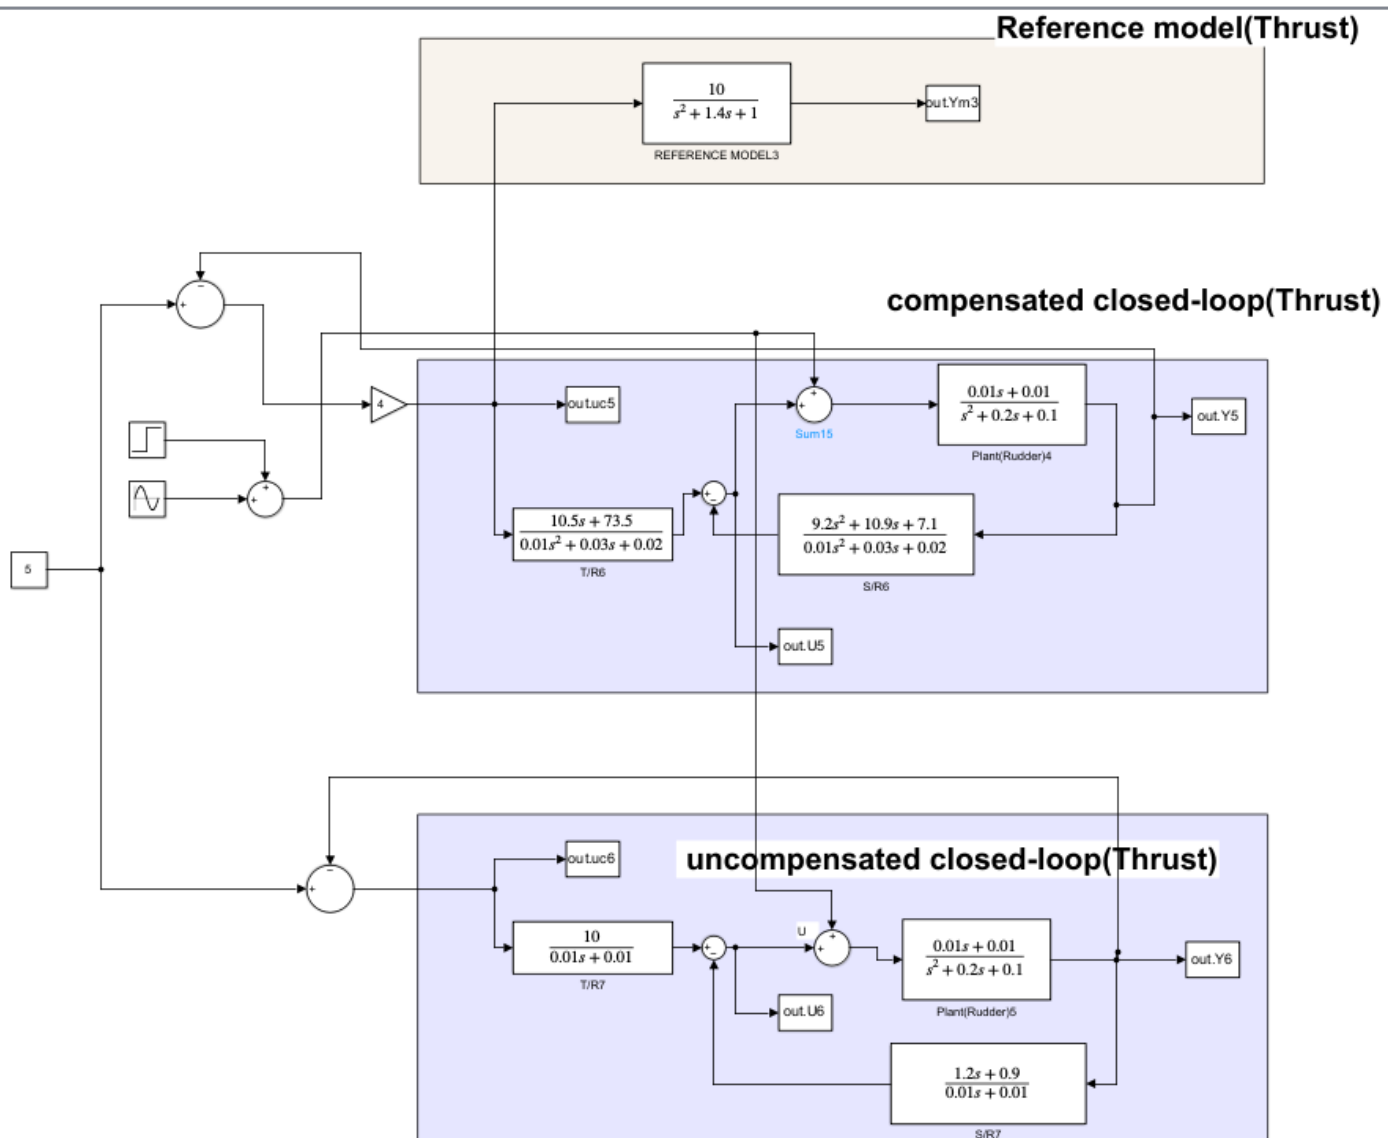 Reference model(Thrust)
10
s² + 1.4s + 1
out.Ym3
REFERENCE MODEL3
compensated closed-loop(Thrust)
−
+
4
out.uc5
+
+
Sum15
0.01s + 0.01
s² + 0.2s + 0.1
Plant(Rudder)4
out.Y5
+
+
10.5s + 73.5
0.01s² + 0.03s + 0.02
T/R6
+
−
9.2s² + 10.9s + 7.1
0.01s² + 0.03s + 0.02
S/R6
5
out.U5
uncompensated closed-loop(Thrust)
−
+
out.uc6
10
0.01s + 0.01
T/R7
+
−
U
+
+
0.01s + 0.01
s² + 0.2s + 0.1
Plant(Rudder)5
out.Y6
out.U6
1.2s + 0.9
0.01s + 0.01
S/R7